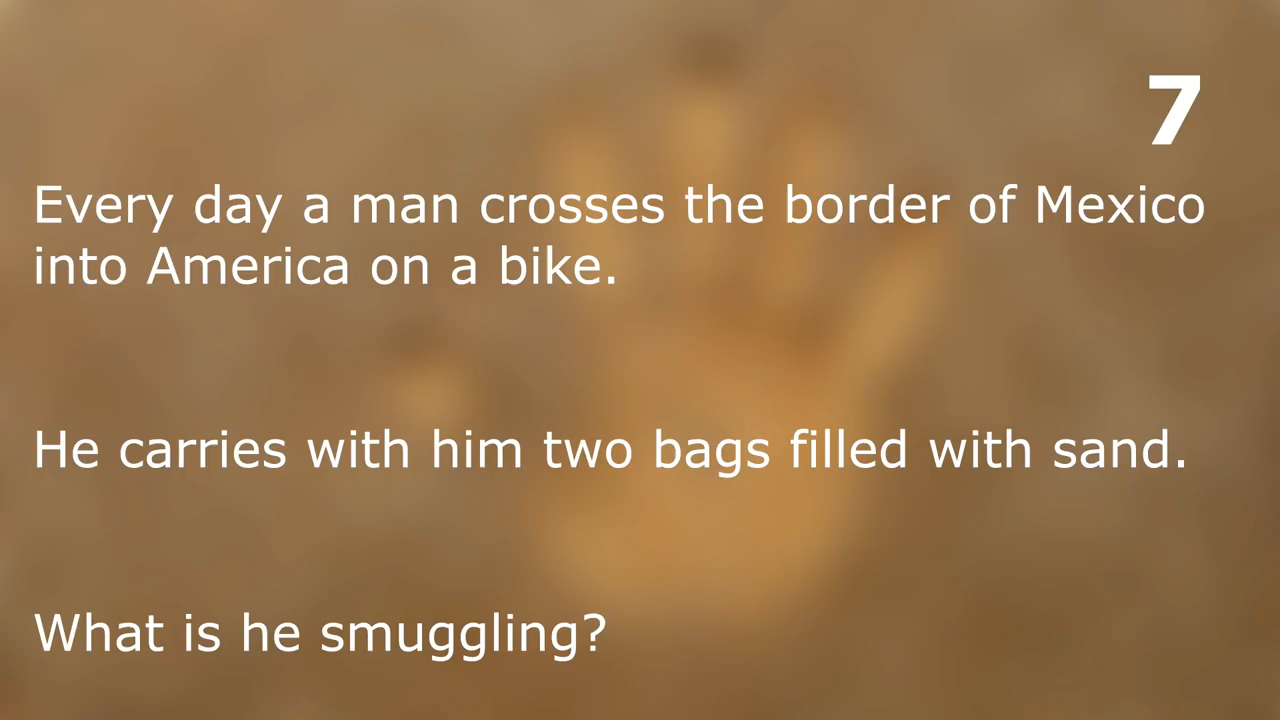 7
Every day a man crosses the border of Mexico
into America on a bike.
He carries with him two bags filled with sand.
What is he smuggling?